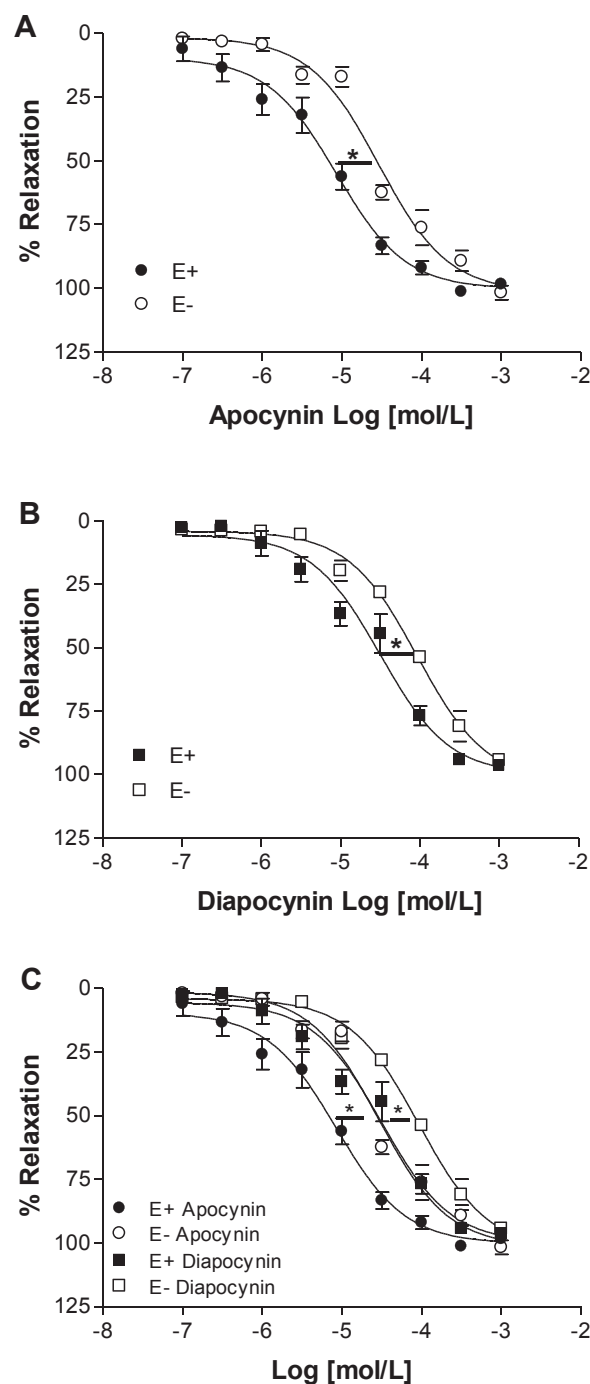 A
0
25
50
75
100
125
% Relaxation
*
E+
E-
-8 -7 -6 -5 -4 -3 -2
Apocynin Log [mol/L]
B
0
25
50
75
100
125
% Relaxation
*
E+
E-
-8 -7 -6 -5 -4 -3 -2
Diapocynin Log [mol/L]
C
0
25
50
75
100
125
% Relaxation
* *
E+ Apocynin
E- Apocynin
E+ Diapocynin
E- Diapocynin
-8 -7 -6 -5 -4 -3 -2
Log [mol/L]